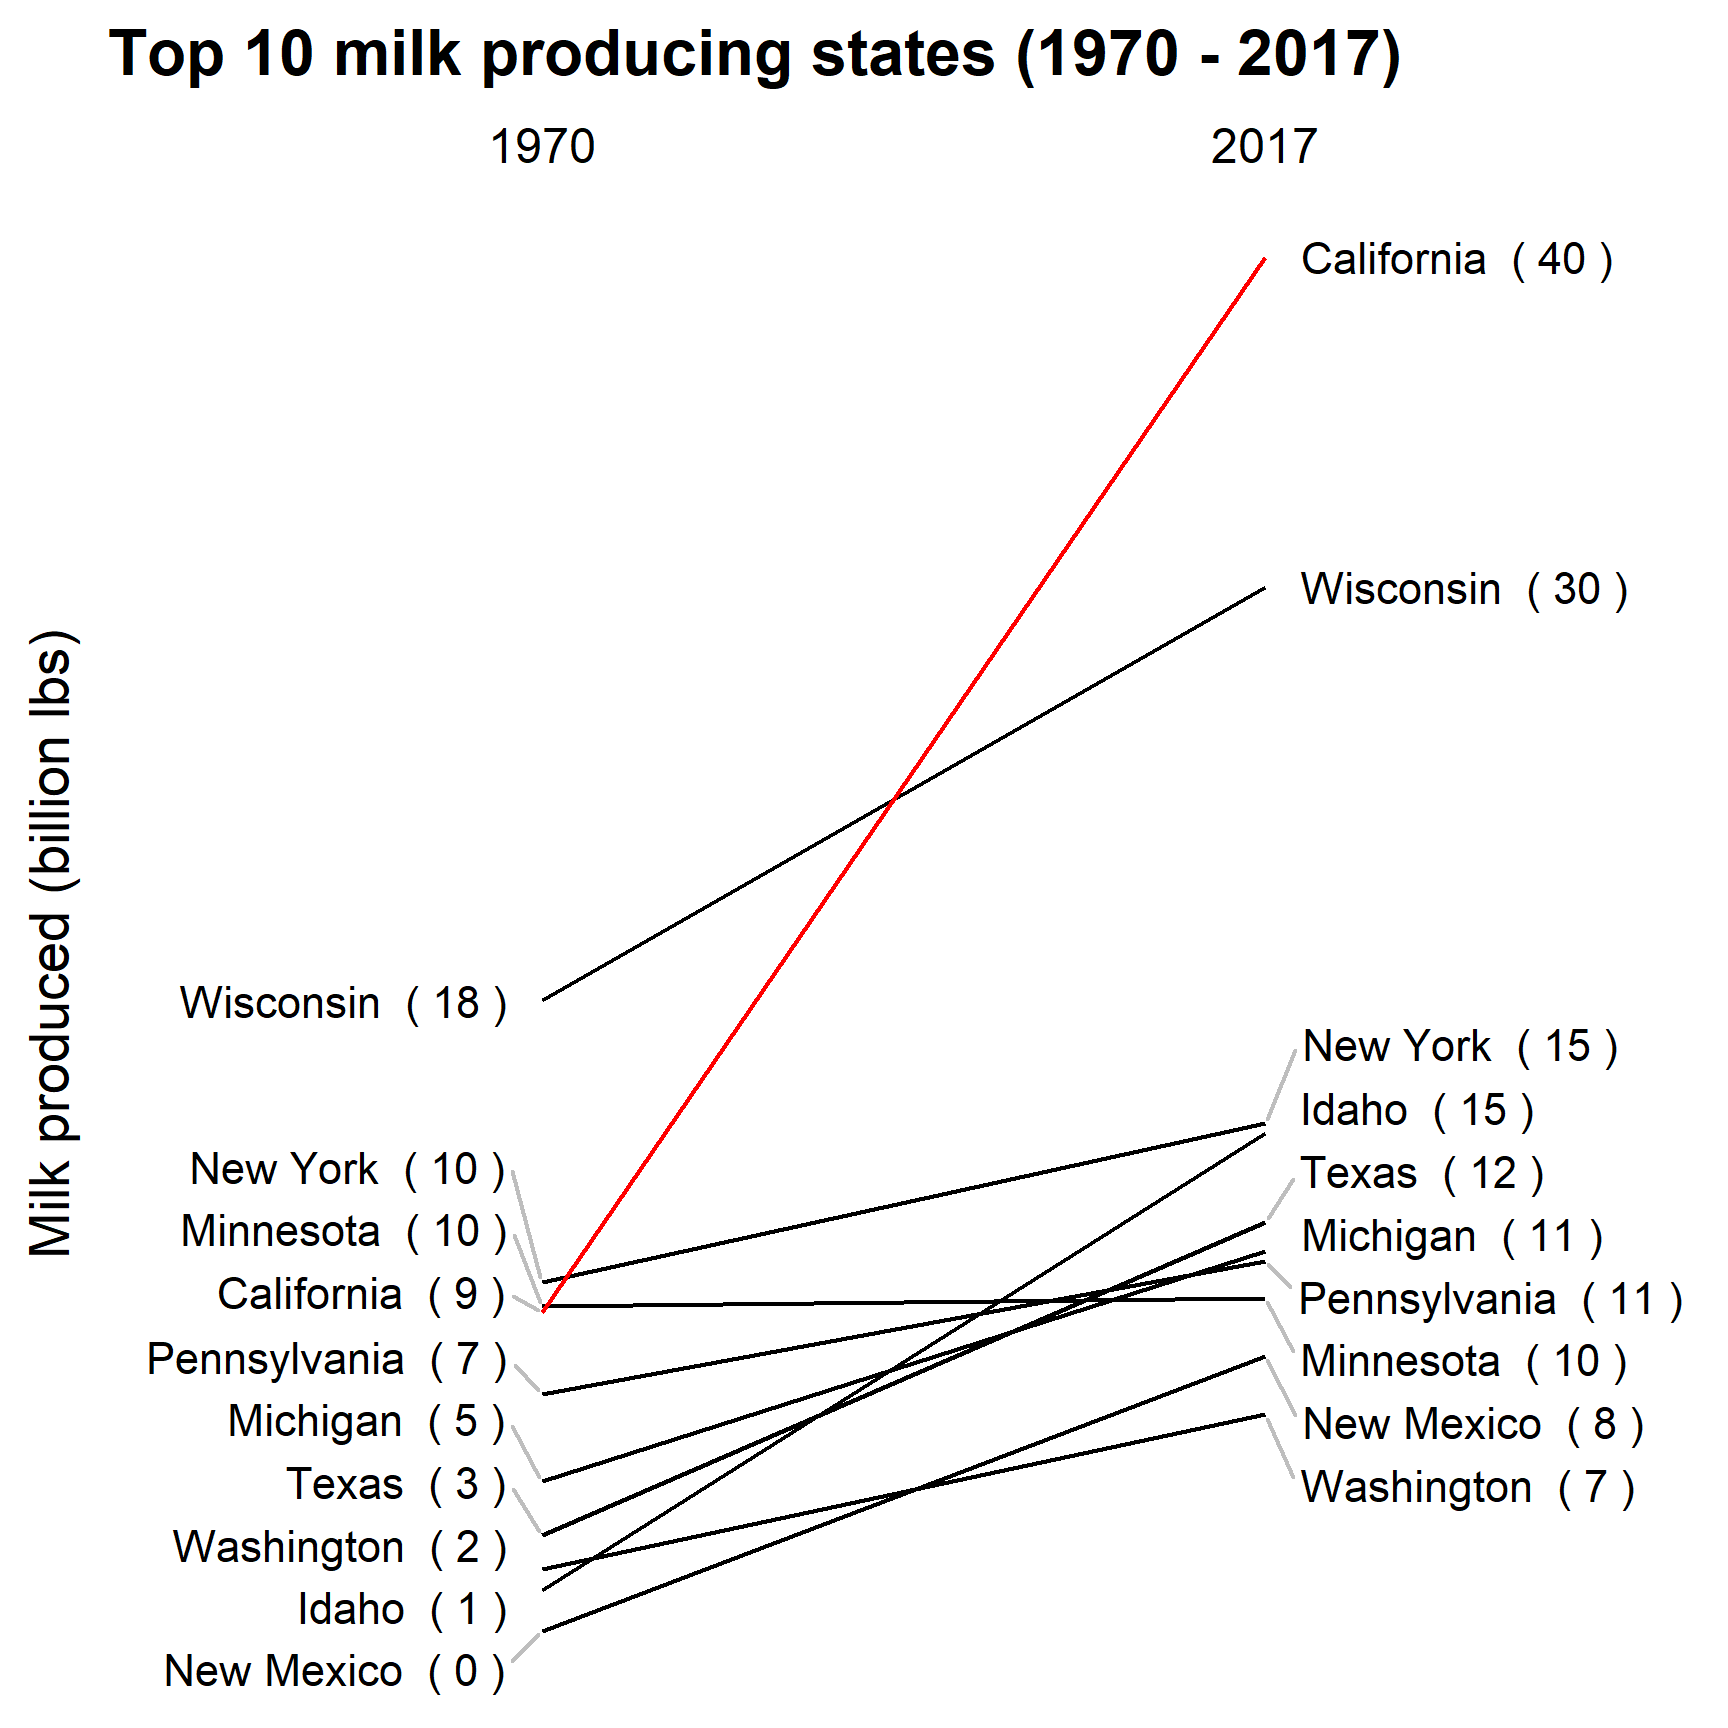 Top 10 milk producing states (1970 - 2017)
1970
2017
Milk produced (billion lbs)
Wisconsin ( 18 )
New York ( 10 )
Minnesota ( 10 )
California ( 9 )
Pennsylvania ( 7 )
Michigan ( 5 )
Texas ( 3 )
Washington ( 2 )
Idaho ( 1 )
New Mexico ( 0 )
California ( 40 )
Wisconsin ( 30 )
New York ( 15 )
Idaho ( 15 )
Texas ( 12 )
Michigan ( 11 )
Pennsylvania ( 11 )
Minnesota ( 10 )
New Mexico ( 8 )
Washington ( 7 )